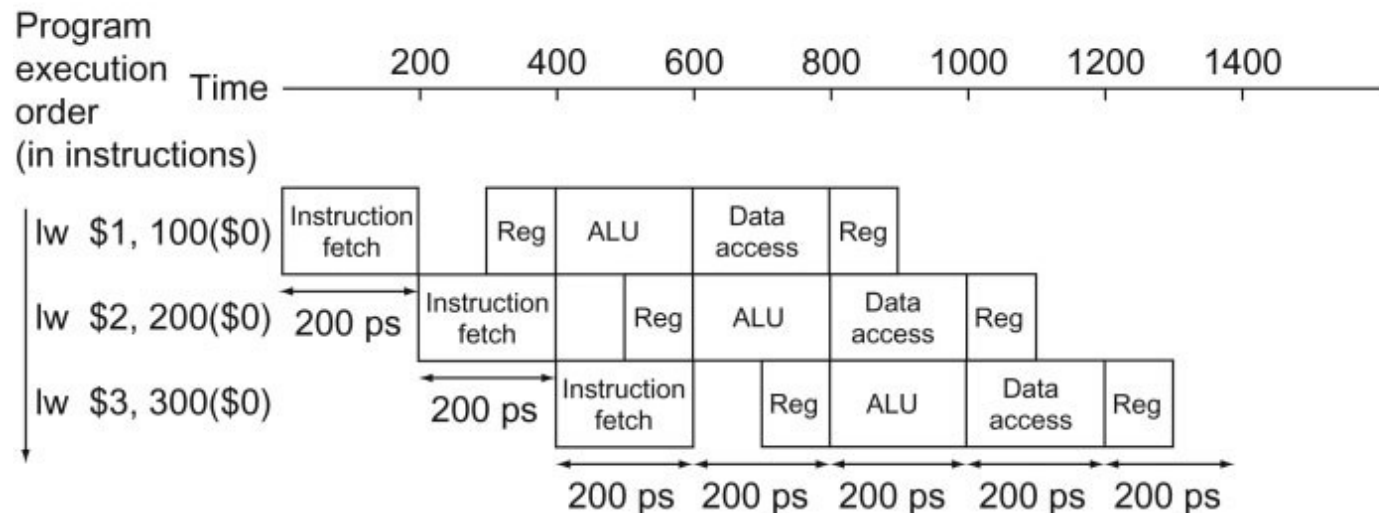 Program
execution
order
(in instructions)
Time
200 400 600 800 1000 1200 1400
lw $1, 100($0)
Instruction
fetch
Reg
ALU
Data
access
Reg
200 ps
lw $2, 200($0)
Instruction
fetch
Reg
ALU
Data
access
Reg
200 ps
lw $3, 300($0)
Instruction
fetch
Reg
ALU
Data
access
Reg
200 ps 200 ps 200 ps 200 ps 200 ps